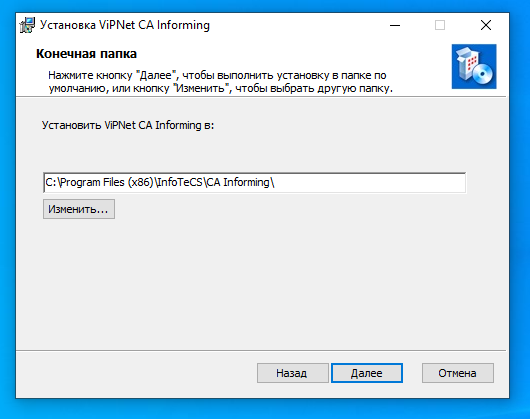 Установка ViPNet CA Informing
Конечная папка
Нажмите кнопку "Далее", чтобы выполнить установку в папке по
умолчанию, или кнопку "Изменить", чтобы выбрать другую папку.
Установить ViPNet CA Informing в:
C:\Program Files (x86)\InfoTeCS\CA Informing\
Изменить...
Назад
Далее
Отмена